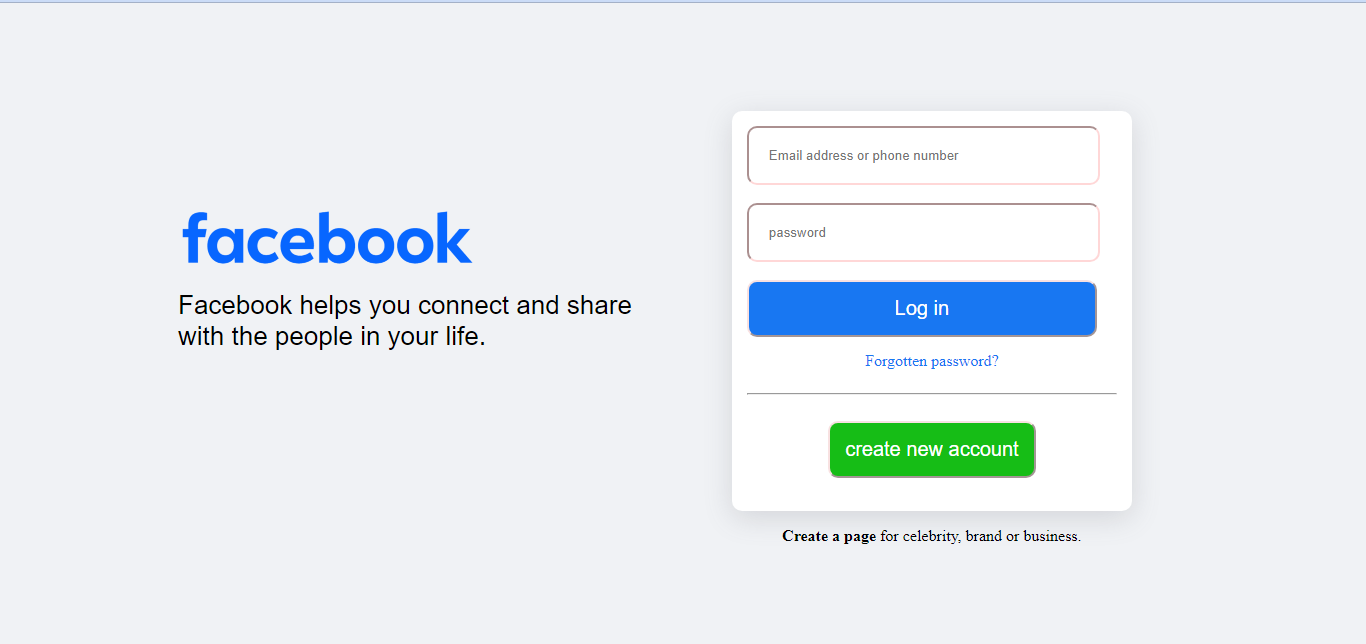 facebook
Facebook helps you connect and share
with the people in your life.
Email address or phone number
password
Log in
Forgotten password?
create new account
Create a page for celebrity, brand or business.